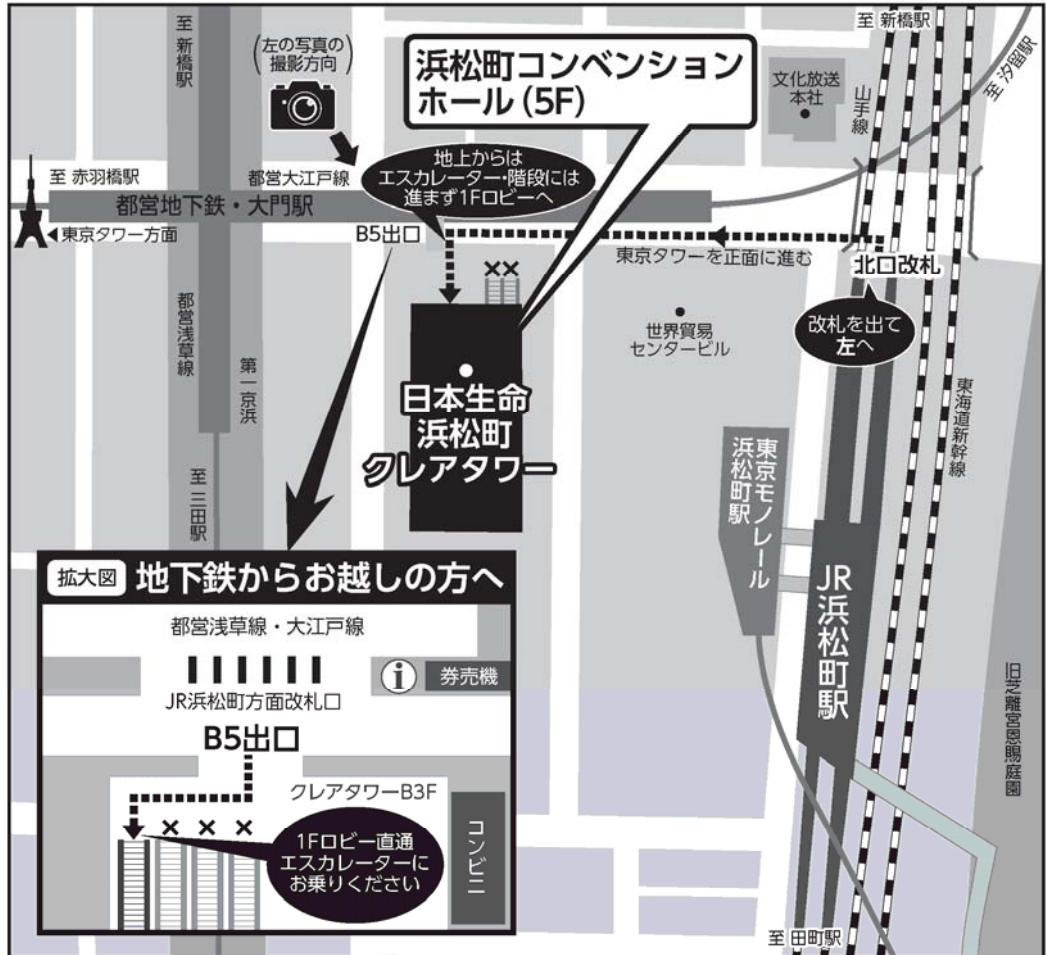 至 新橋駅
(左の写真の
撮影方向)
浜松町コンベンション
ホール(5F)
至 新橋駅
文化放送
本社
山手線
至 汐留駅
至 赤羽橋駅
都営大江戸線
地上からは
エスカレーター・階段には
進まず1Fロビーへ
都営地下鉄・大門駅
東京タワー方面
B5出口
東京タワーを正面に進む
北口改札
××
改札を出て
左へ
世界貿易
センタービル
都営浅草線
第一京浜
日本生命
浜松町
クレアタワー
東海道新幹線
東京モノレール
浜松町駅
至 三田駅
JR浜松町駅
旧芝離宮恩賜庭園
拡大図 地下鉄からお越しの方へ
都営浅草線・大江戸線
券売機
JR浜松町方面改札口
B5出口
クレアタワーB3F
×××
1Fロビー直通
エスカレーターに
お乗りください
コンビニ
至 田町駅